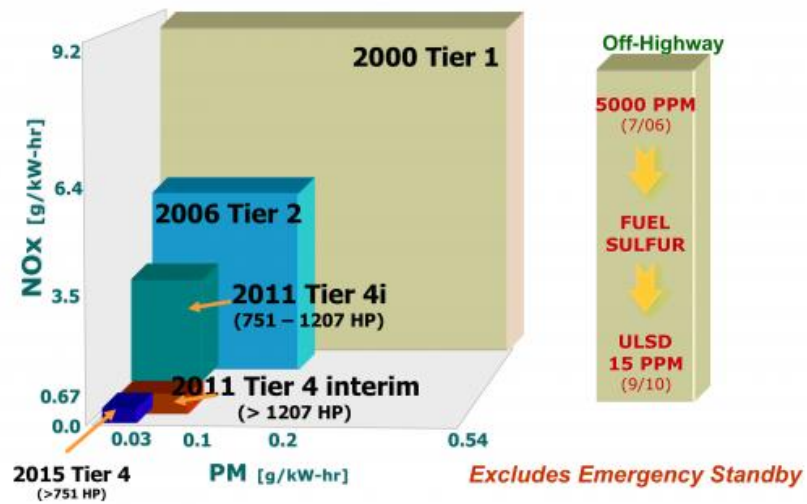 9.2
6.4
3.5
0.67
0.0
NOx [g/kW-hr]
2000 Tier 1
2006 Tier 2
2011 Tier 4i
(751 – 1207 HP)
2011 Tier 4 interim
(> 1207 HP)
0.03
0.1
0.2
0.54
2015 Tier 4
(>751 HP)
PM [g/kW-hr]
Off-Highway
5000 PPM
(7/06)
FUEL
SULFUR
ULSD
15 PPM
(9/10)
Excludes Emergency Standby